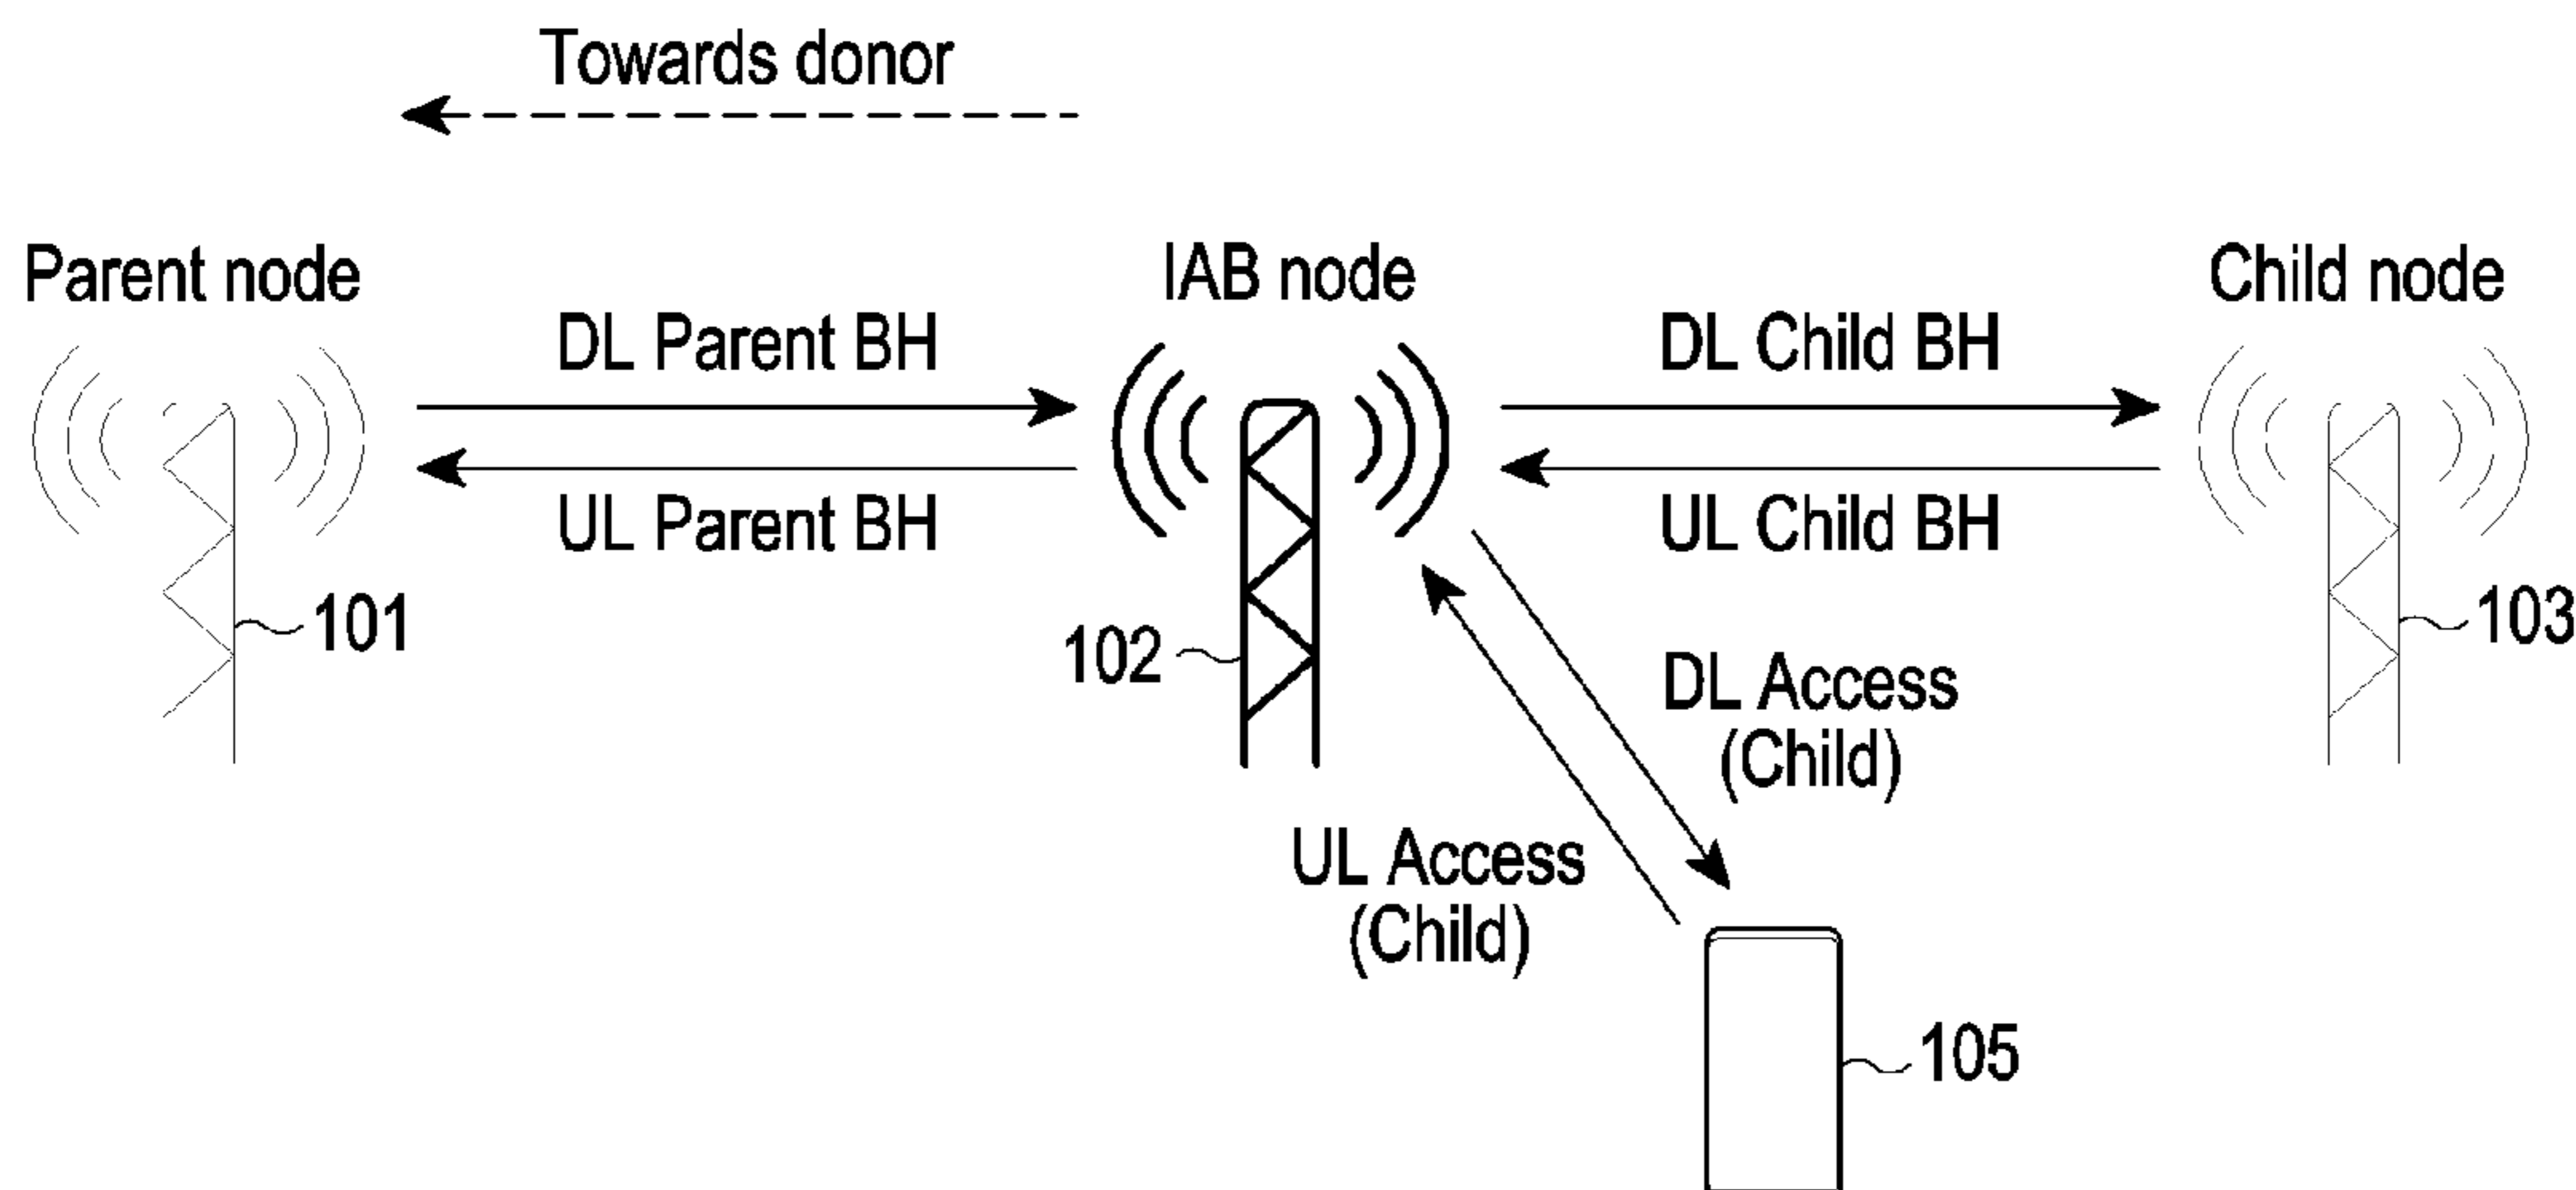 Towards donor
Parent node
IAB node
Child node
DL Parent BH
DL Child BH
UL Parent BH
UL Child BH
101
102
103
DL Access
(Child)
UL Access
(Child)
105